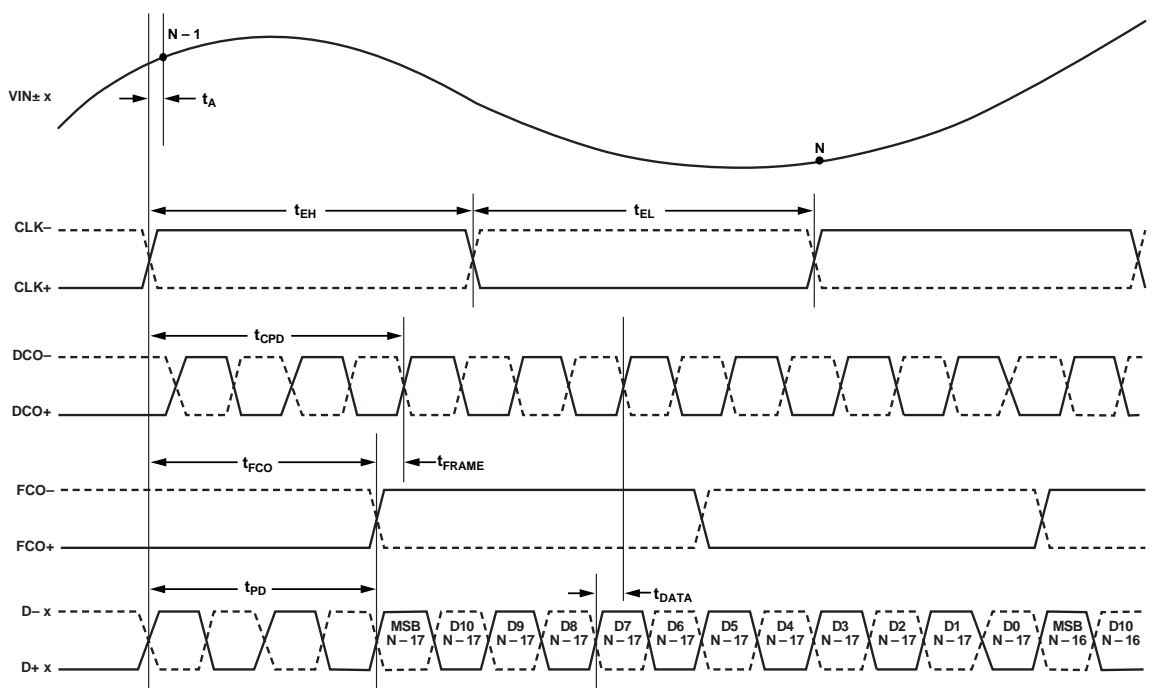 N – 1
VIN± x
tA
N
tEH
tEL
CLK–
CLK+
tCPD
DCO–
DCO+
tFCO
tFRAME
FCO–
FCO+
tPD
tDATA
D– x
MSB D10 D9 D8 D7 D6 D5 D4 D3 D2 D1 D0 MSB D10
N – 17 N – 17 N – 17 N – 17 N – 17 N – 17 N – 17 N – 17 N – 17 N – 17 N – 17 N – 17 N – 16 N – 16
D+ x